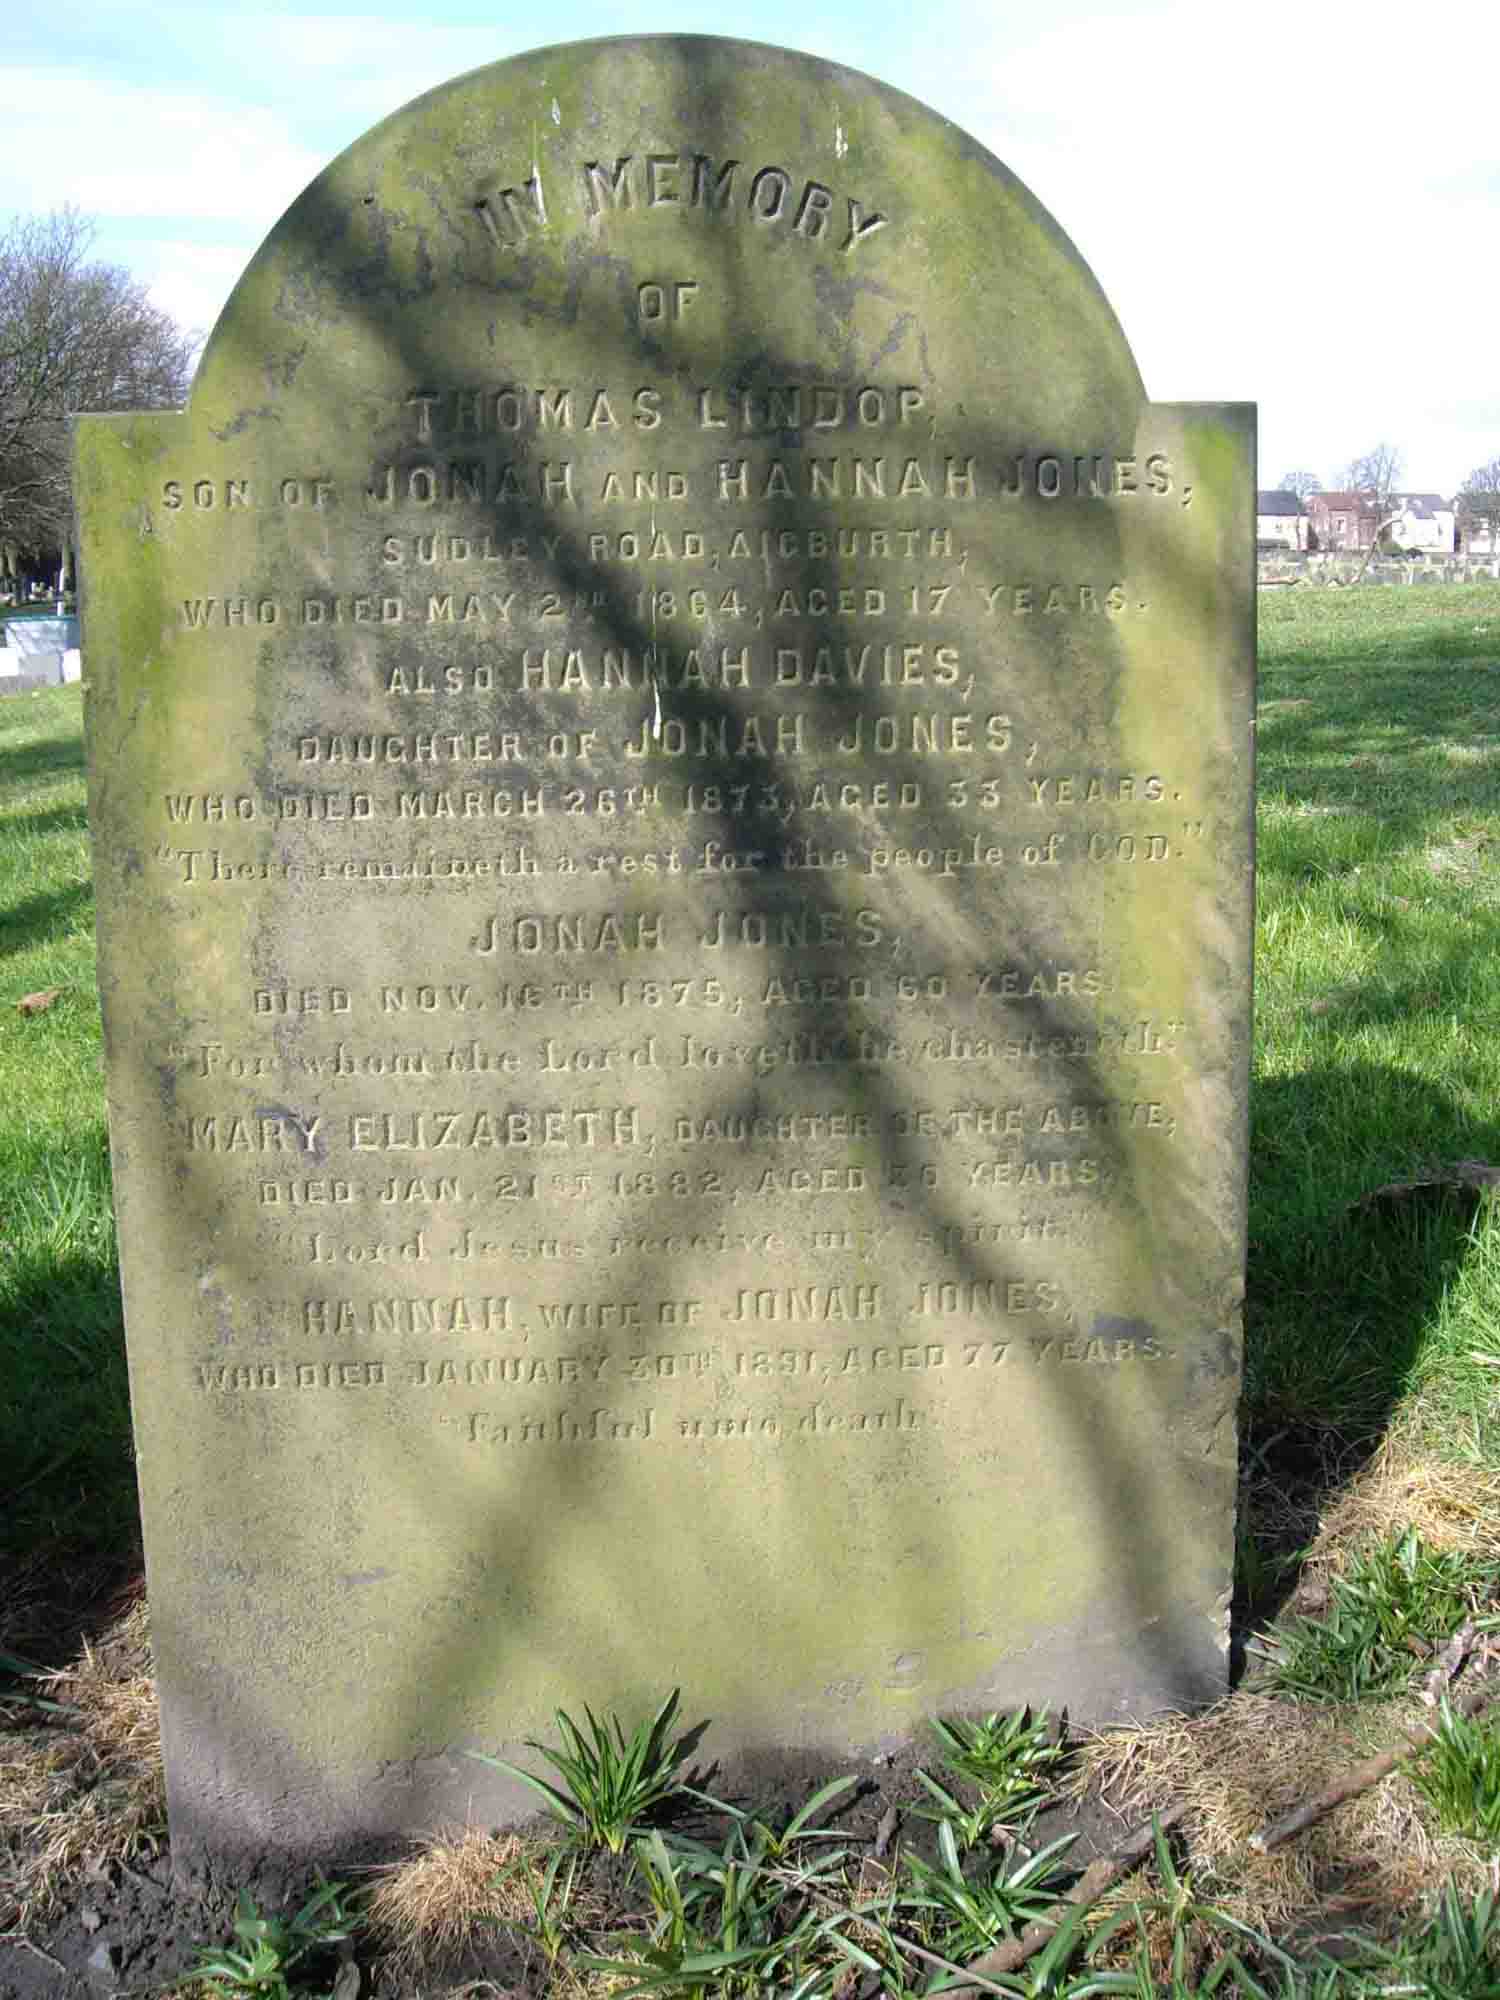 IN MEMORY
OF
THOMAS LINDOP,
SON OF JONAH AND HANNAH JONES,
SUDLEY ROAD, AIGBURTH,
WHO DIED MAY 2ND 1864, AGED 17 YEARS.
ALSO HANNAH DAVIES,
DAUGHTER OF JONAH JONES,
WHO DIED MARCH 26TH 1873, AGED 33 YEARS.
"There remaineth a rest for the people of GOD."
JONAH JONES,
DIED NOV. 18TH 1875, AGED 60 YEARS.
"For whom the Lord loveth he chasteneth."
MARY ELIZABETH, DAUGHTER OF THE ABOVE,
DIED JAN. 21ST 1882, AGED YEARS.
"Lord Jesus receive my spirit."
HANNAH, WIFE OF JONAH JONES,
WHO DIED JANUARY 30TH 1891, AGED 77 YEARS.
"Faithful unto death."